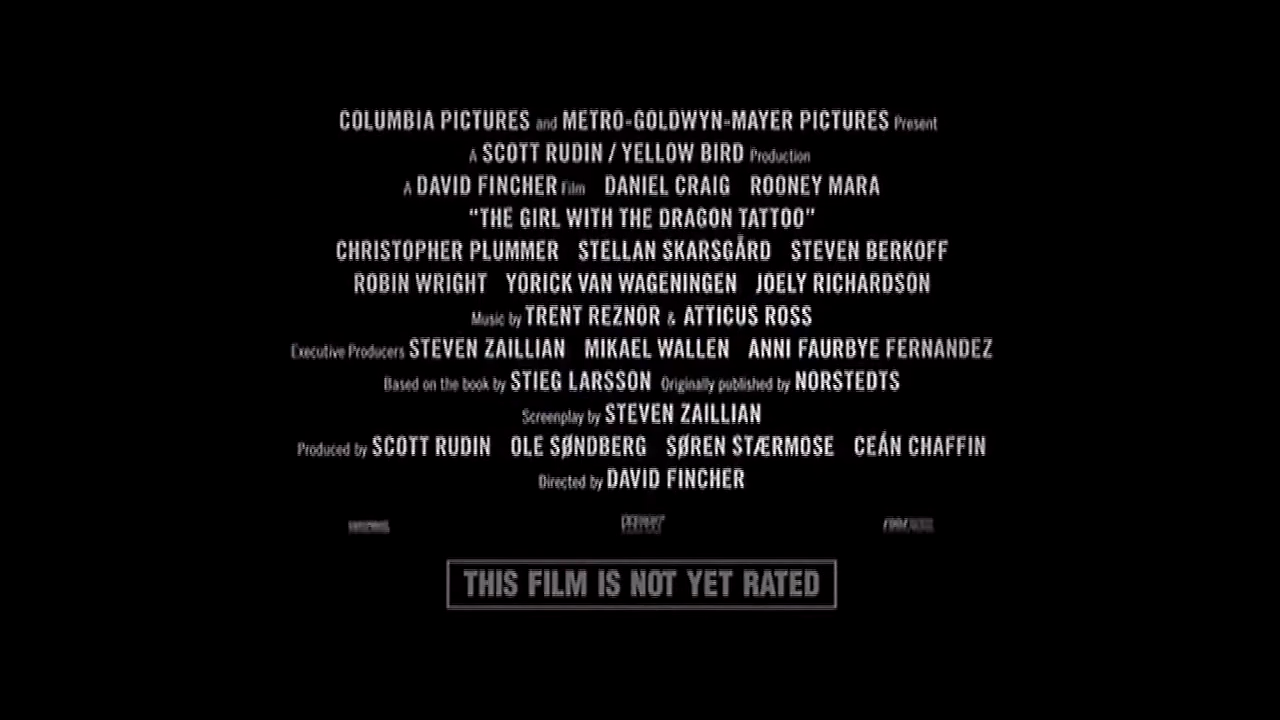 COLUMBIA PICTURES and METRO-GOLDWYN-MAYER PICTURES Present
A SCOTT RUDIN / YELLOW BIRD Production
A DAVID FINCHER Film DANIEL CRAIG ROONEY MARA
"THE GIRL WITH THE DRAGON TATTOO"
CHRISTOPHER PLUMMER STELLAN SKARSGÅRD STEVEN BERKOFF
ROBIN WRIGHT YORICK VAN WAGENINGEN JOELY RICHARDSON
Music by TRENT REZNOR & ATTICUS ROSS
Executive Producers STEVEN ZAILLIAN MIKAEL WALLEN ANNI FAURBYE FERNANDEZ
Based on the book by STIEG LARSSON Originally published by NORSTEDTS
Screenplay by STEVEN ZAILLIAN
Produced by SCOTT RUDIN OLE SØNDBERG SØREN STÆRMOSE CEÁN CHAFFIN
Directed by DAVID FINCHER
THIS FILM IS NOT YET RATED